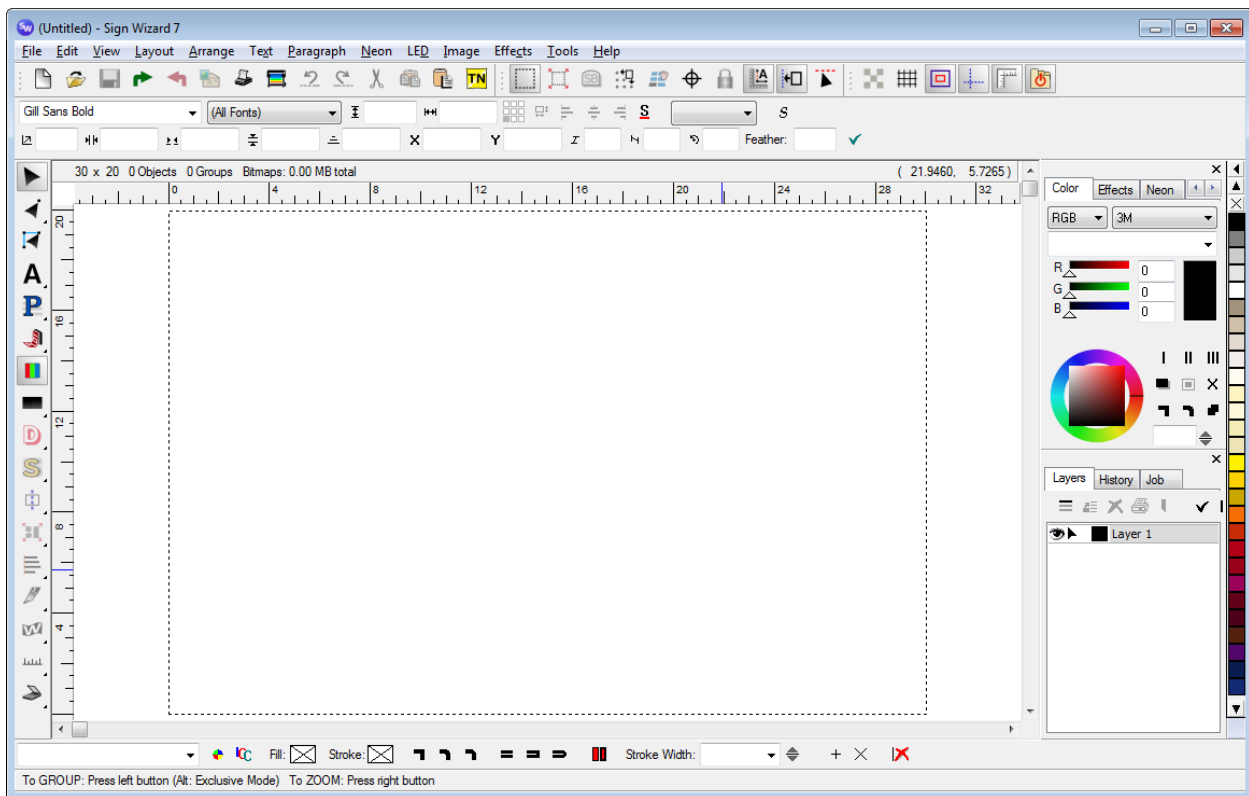 SW (Untitled) - Sign Wizard 7
File Edit View Layout Arrange Text Paragraph Neon LED Image Effects Tools Help
SB TN
Gill Sans Bold (All Fonts) S S
X Y Feather:
30 x 20 0 Objects 0 Groups Bitmaps: 0.00 MB total ( 21.9460, 5.7265)
0 4 8 12 16 20 24 28 32
20
16
12
8
4
A
P
D
S
W
Color Effects Neon
RGB 3M
R 0
G 0
B 0
Layers History Job
Layer 1
ICC Fill: Stroke: Stroke Width:
To GROUP: Press left button (Alt: Exclusive Mode) To ZOOM: Press right button